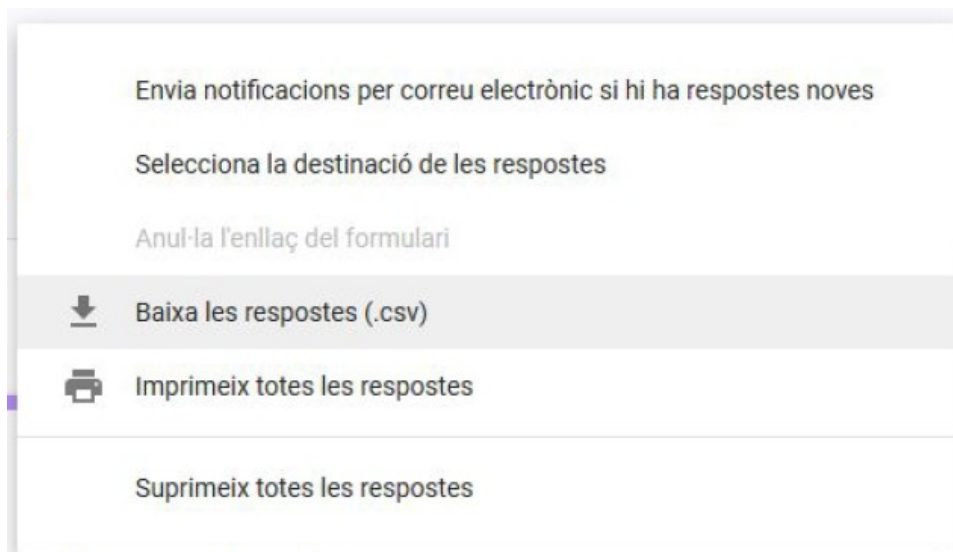 Envia notificacions per correu electrònic si hi ha respostes noves
Selecciona la destinació de les respostes
Anul·la l'enllaç del formulari
Baixa les respostes (.csv)
Imprimeix totes les respostes
Suprimeix totes les respostes